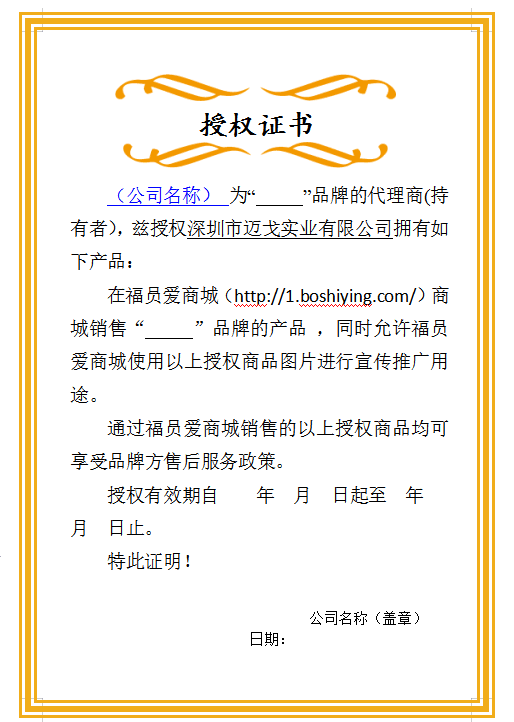 授权证书
（公司名称） 为“_____”品牌的代理商(持
有者)，兹授权深圳市迈戈实业有限公司拥有如
下产品：
在福员爱商城（http://1.boshiying.com/）商
城销售“_____”品牌的产品 ，同时允许福员
爱商城使用以上授权商品图片进行宣传推广用
途。
通过福员爱商城销售的以上授权商品均可
享受品牌方售后服务政策。
授权有效期自 年 月 日起至 年
月 日止。
特此证明！
公司名称（盖章）
日期：